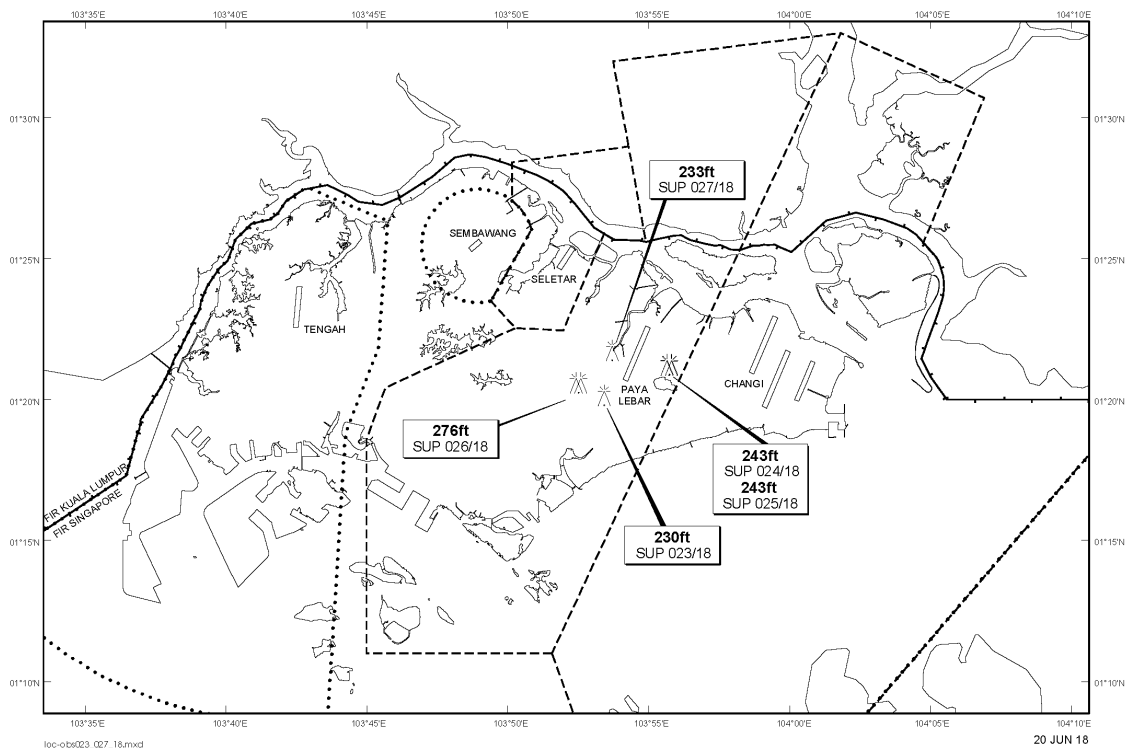 103°35'E
103°40'E
103°45'E
103°50'E
103°55'E
104°00'E
104°05'E
104°10'E
01°30'N
01°30'N
233ft
SUP 027/18
SEMBAWANG
01°25'N
01°25'N
SELETAR
TENGAH
CHANGI
PAYA
LEBAR
01°20'N
01°20'N
276ft
SUP 026/18
243ft
SUP 024/18
243ft
SUP 025/18
FIR KUALA LUMPUR
FIR SINGAPORE
230ft
SUP 023/18
01°15'N
01°15'N
01°10'N
01°10'N
103°35'E
103°40'E
103°45'E
103°50'E
103°55'E
104°00'E
104°05'E
104°10'E
loc-obs023_027_18.mxd
20 JUN 18